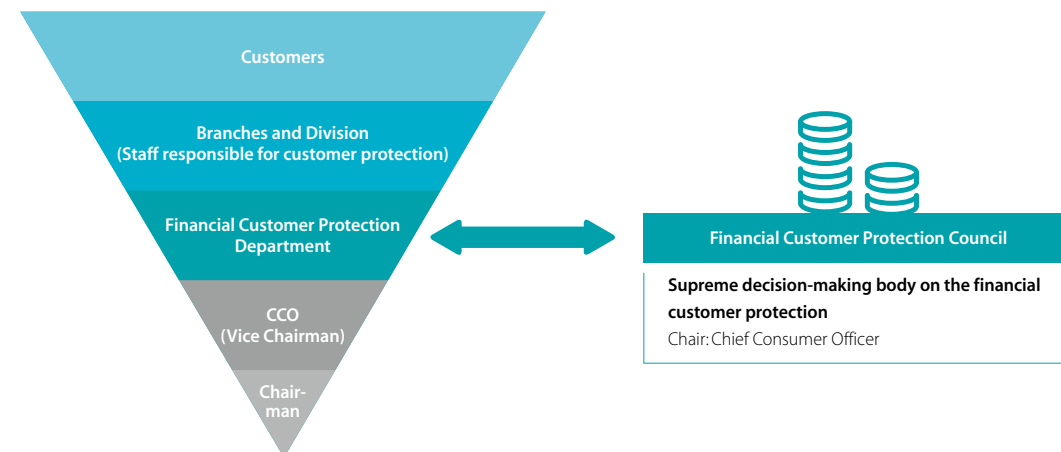 Customers
Branches and Division
(Staff responsible for customer protection)
Financial Customer Protection
Department
CCO
(Vice Chairman)
Chair-
man
Financial Customer Protection Council
Supreme decision-making body on the financial
customer protection
Chair: Chief Consumer Officer